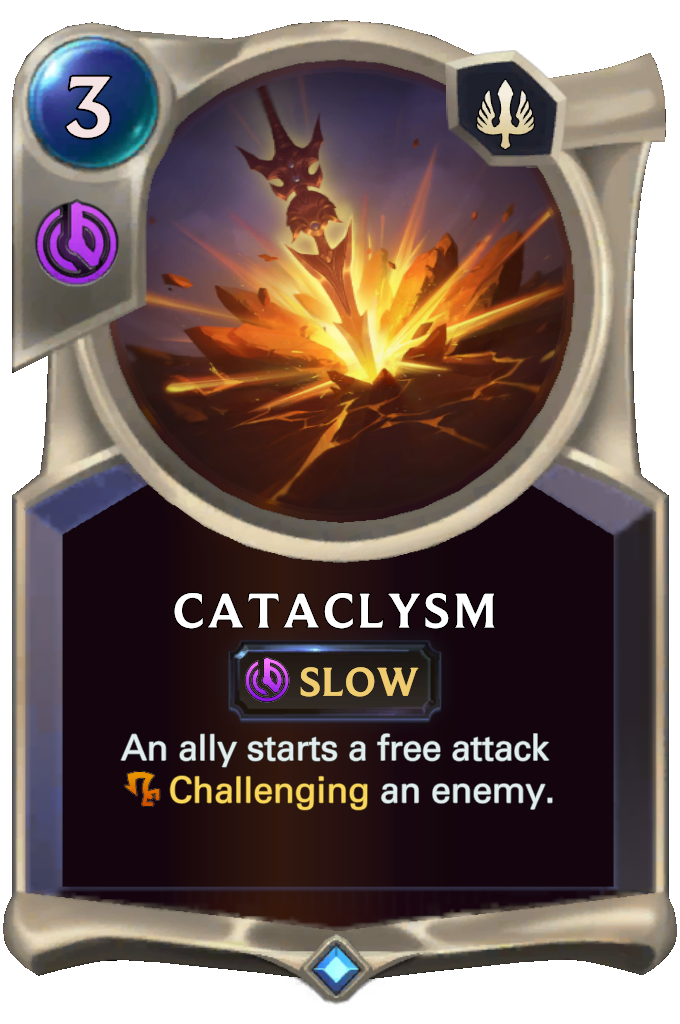 3
CATACLYSM
SLOW
An ally starts a free attack
Challenging an enemy.